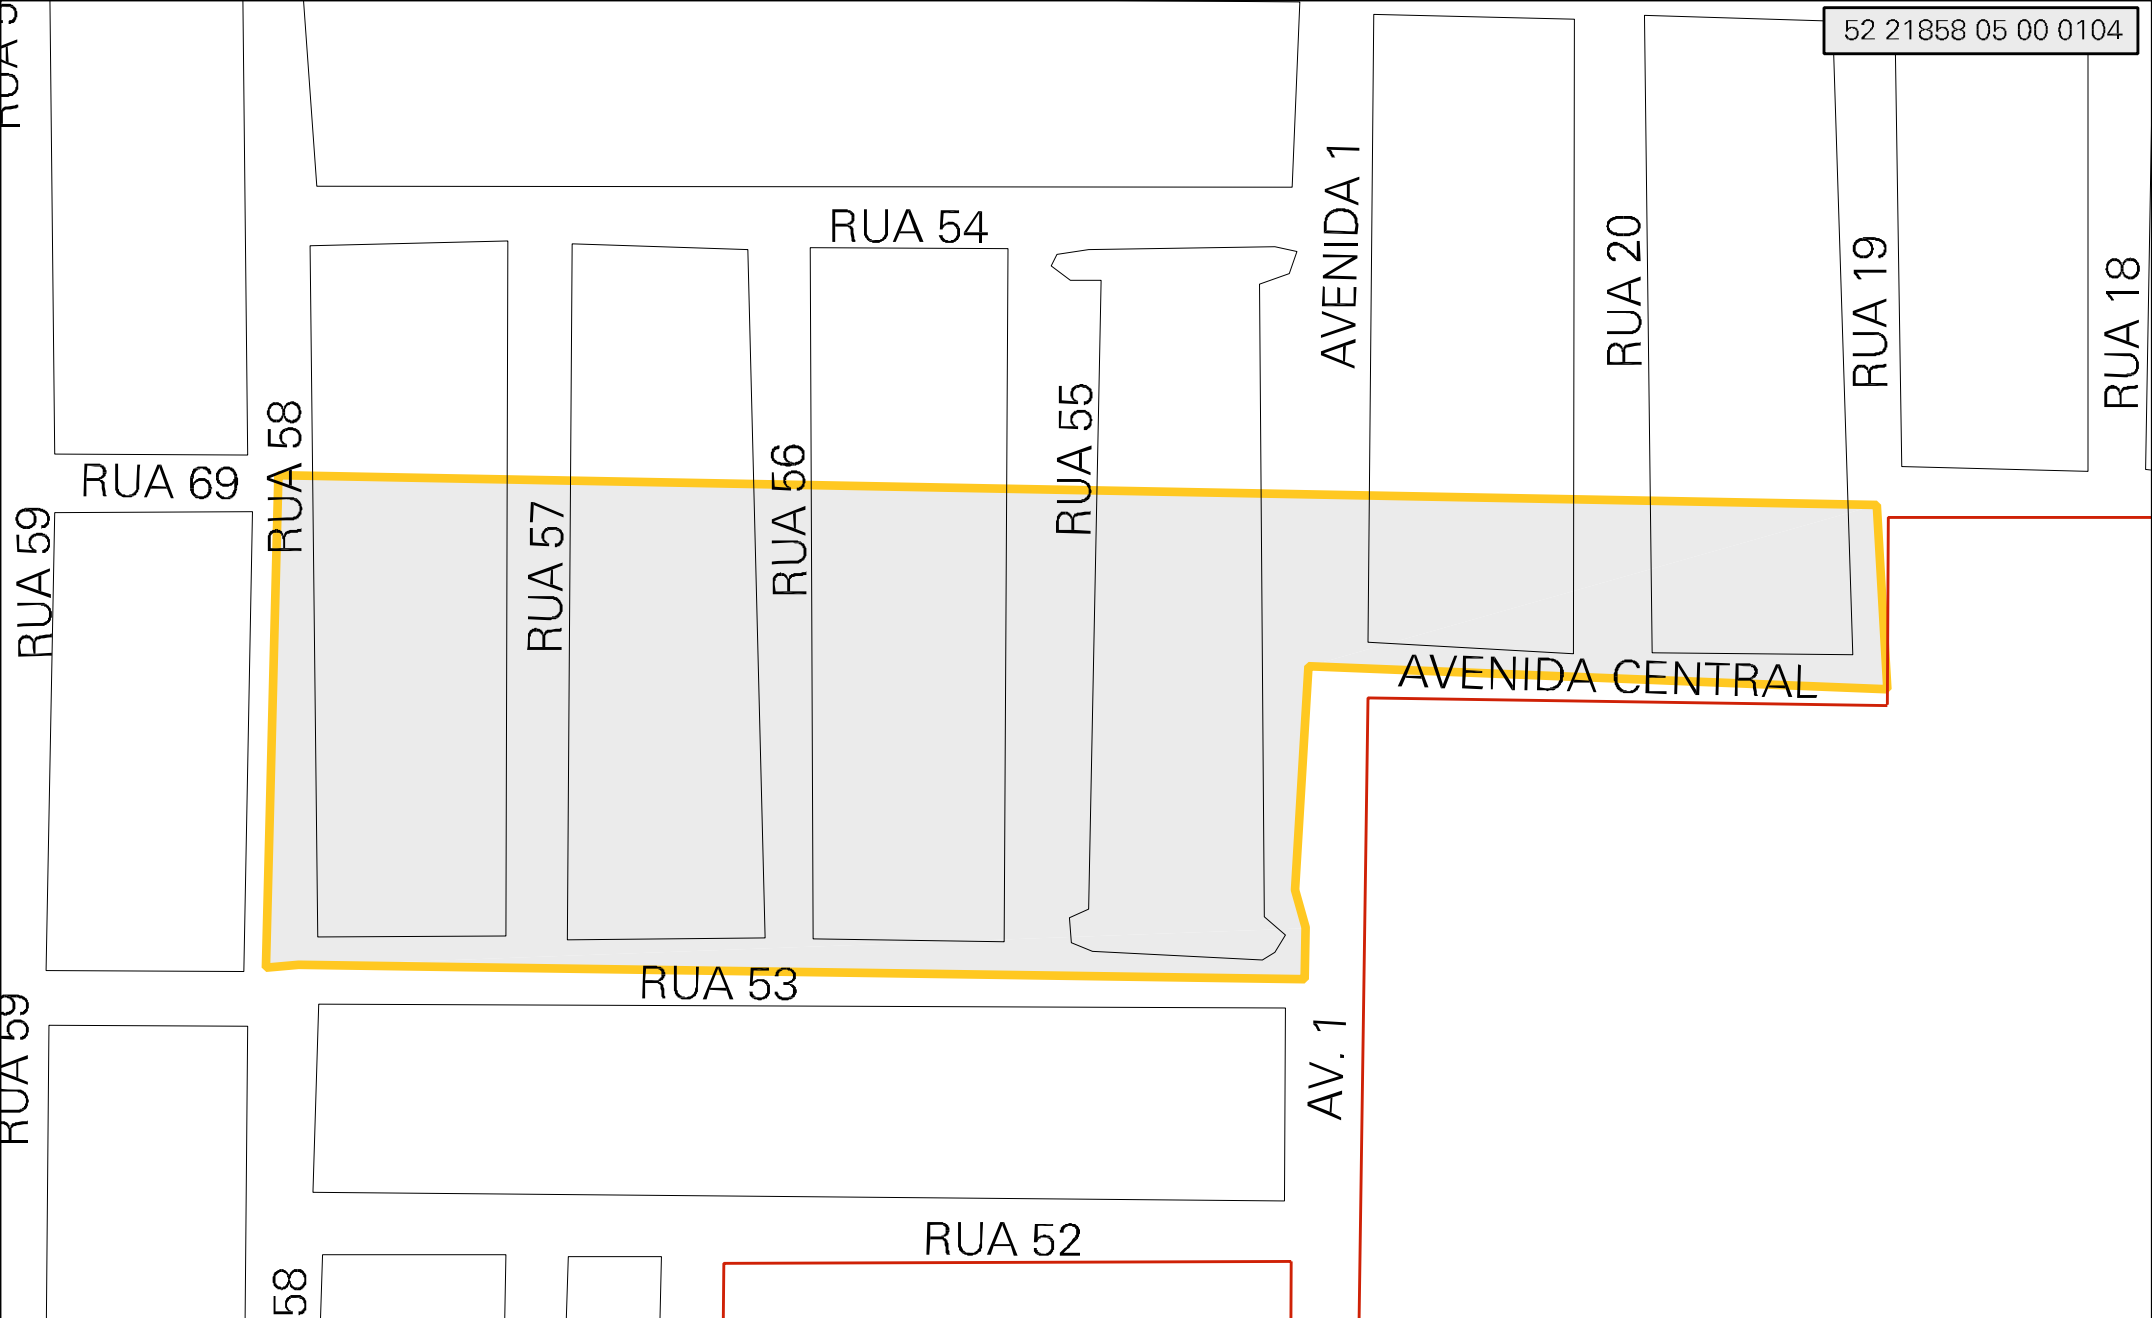 52 21858 05 00 0104
RUA 54
AVENIDA 1
RUA 20
RUA 19
RUA 18
RUA 58
RUA 69
RUA 59
RUA 57
RUA 56
RUA 55
AVENIDA CENTRAL
RUA 53
RUA 59
AV. 1
RUA 52
58